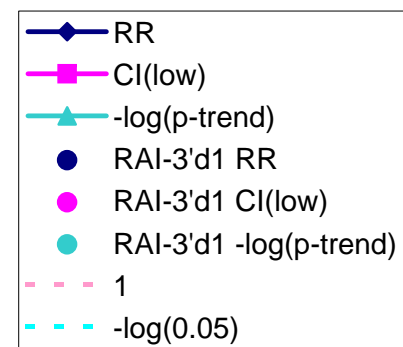 RR
CI(low)
-log(p-trend)
RAI-3'd1 RR
RAI-3'd1 CI(low)
RAI-3'd1 -log(p-trend)
1
-log(0.05)